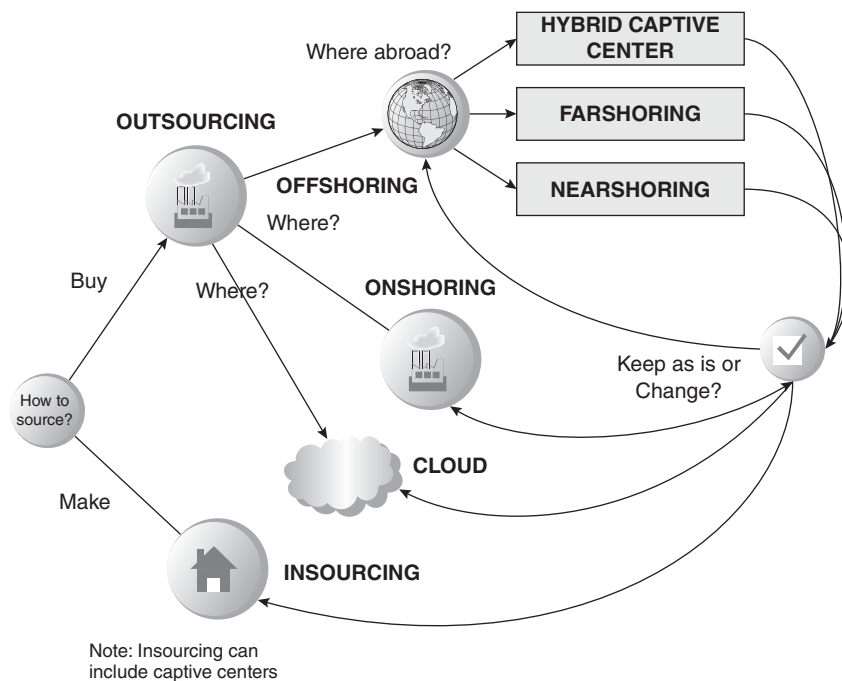 HYBRID CAPTIVE
CENTER
Where abroad?
FARSHORING
OUTSOURCING
OFFSHORING
NEARSHORING
Where?
Buy
Where?
ONSHORING
Keep as is or
Change?
How to
source?
CLOUD
Make
INSOURCING
Note: Insourcing can
include captive centers